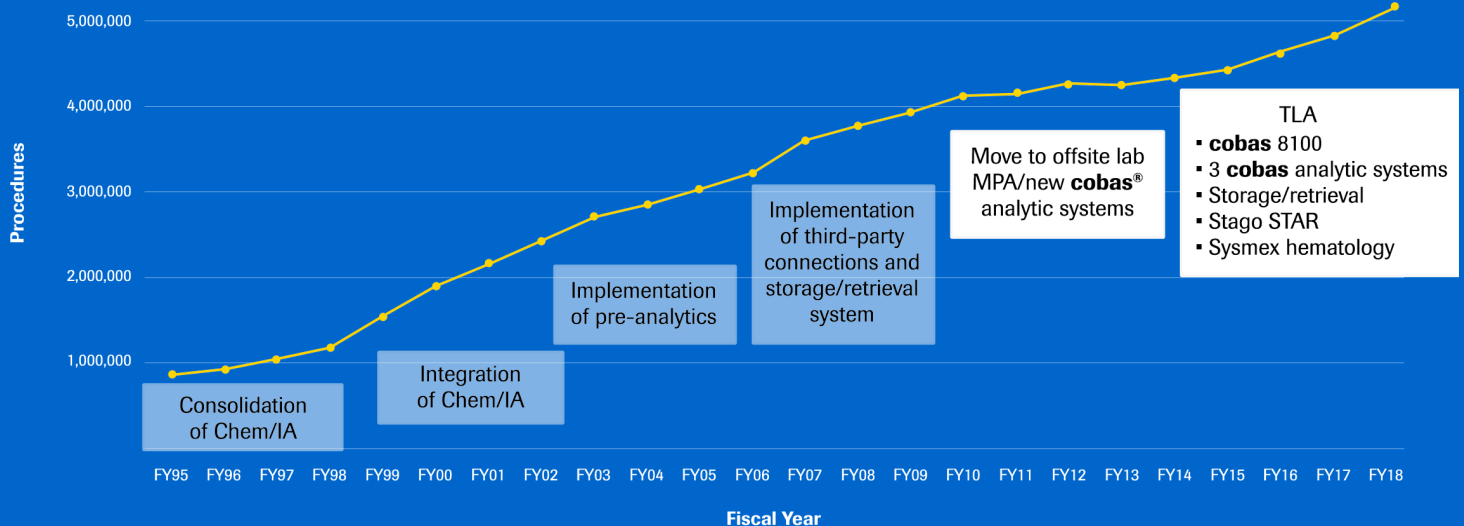 5,000,000
4,000,000
3,000,000
2,000,000
1,000,000
Procedures
Consolidation
of Chem/IA
Integration
of Chem/IA
Implementation
of pre-analytics
Implementation
of third-party
connections and
storage/retrieval
system
Move to offsite lab
MPA/new cobas®
analytic systems
TLA
▪ cobas 8100
▪ 3 cobas analytic systems
▪ Storage/retrieval
▪ Stago STAR
▪ Sysmex hematology
FY95 FY96 FY97 FY98 FY99 FY00 FY01 FY02 FY03 FY04 FY05 FY06 FY07 FY08 FY09 FY10 FY11 FY12 FY13 FY14 FY15 FY16 FY17 FY18
Fiscal Year